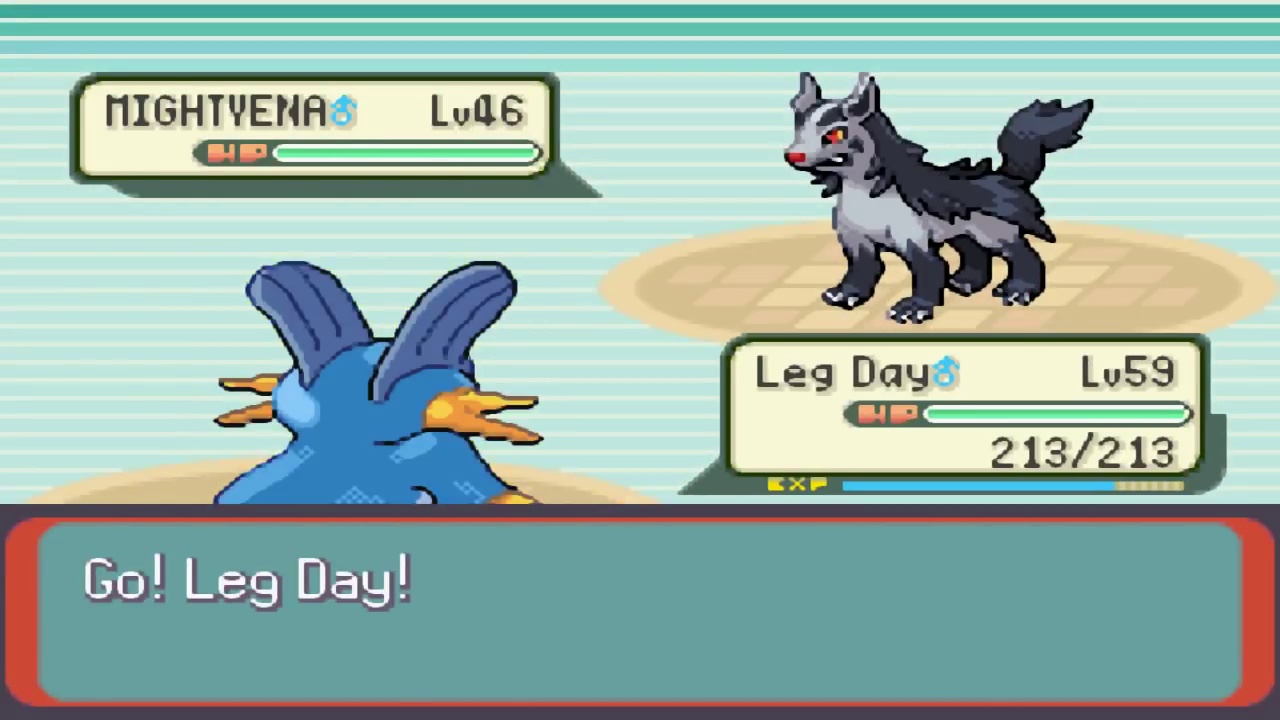 MIGHTYENA♂ Lv46
HP
Leg Day♂ Lv59
HP
213/213
EXP
Go! Leg Day!